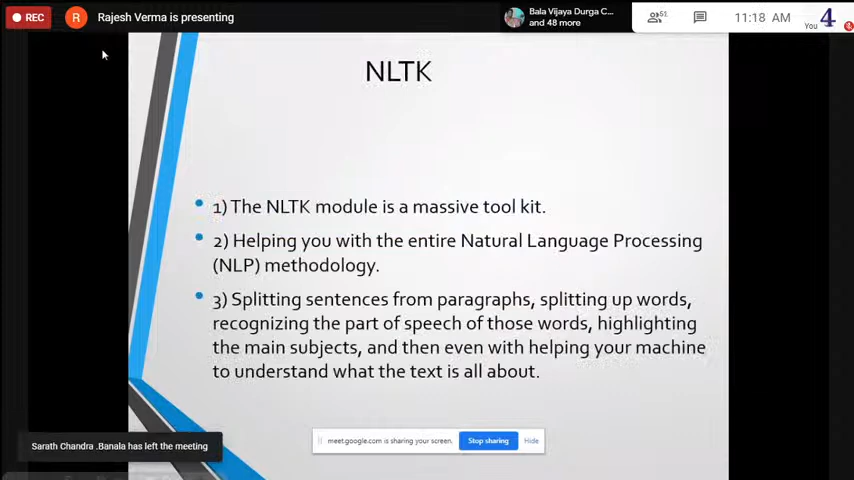 REC
R
Rajesh Verma is presenting
Bala Vijaya Durga C...
and 48 more
51
11:18 AM
4
You
NLTK
1) The NLTK module is a massive tool kit.
2) Helping you with the entire Natural Language Processing
(NLP) methodology.
3) Splitting sentences from paragraphs, splitting up words,
recognizing the part of speech of those words, highlighting
the main subjects, and then even with helping your machine
to understand what the text is all about.
meet.google.com is sharing your screen.
Stop sharing
Hide
Sarath Chandra .Banala has left the meeting